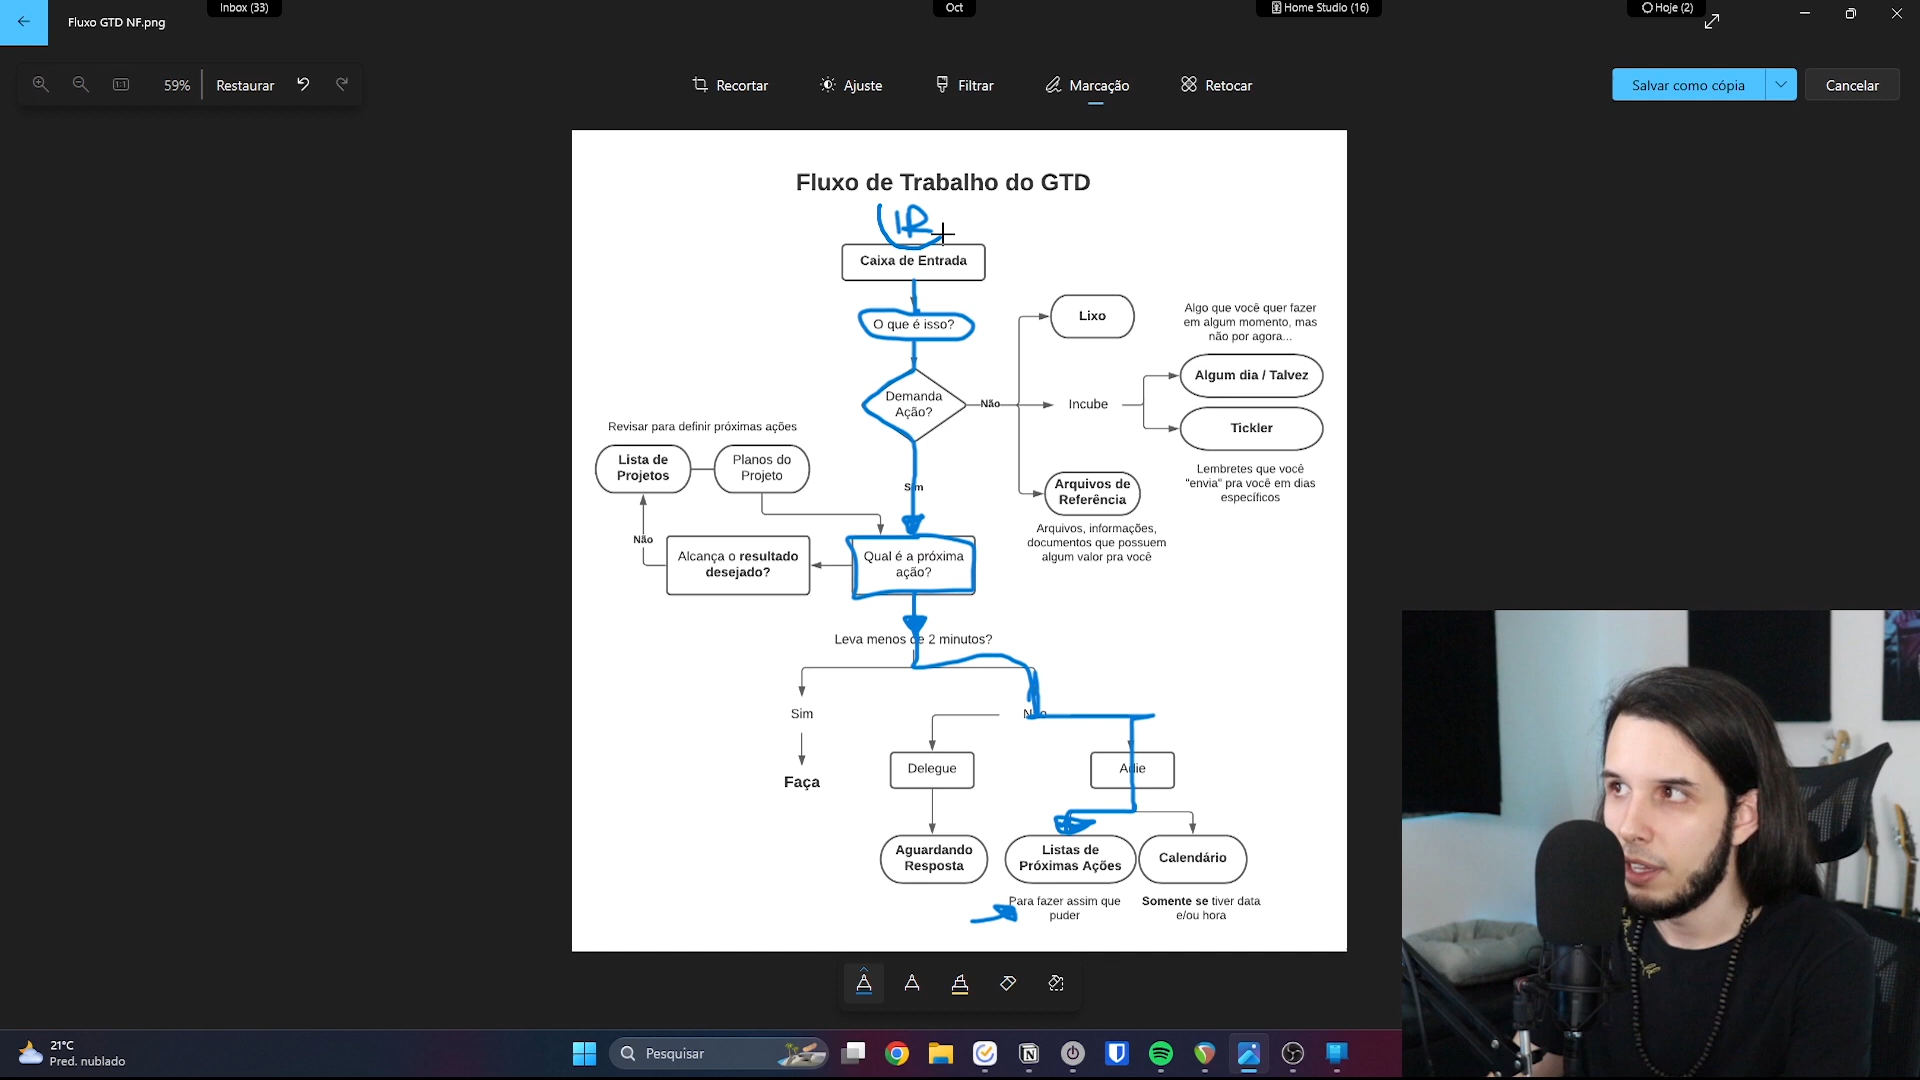 Inbox (33)
Oct
Home Studio (16)
Hoje (2)
Fluxo GTD NF.png
59%
Restaurar
Recortar
Ajuste
Filtrar
Marcação
Retocar
Salvar como cópia
Cancelar
Fluxo de Trabalho do GTD
IR
Caixa de Entrada
O que é isso?
Demanda
Ação?
Não
Lixo
Incube
Algo que você quer fazer
em algum momento, mas
não por agora...
Algum dia / Talvez
Tickler
Lembretes que você
"envia" pra você em dias
específicos
Arquivos de
Referência
Arquivos, informações,
documentos que possuem
algum valor pra você
Revisar para definir próximas ações
Lista de
Projetos
Planos do
Projeto
Sim
Não
Alcança o resultado
desejado?
Qual é a próxima
ação?
Leva menos de 2 minutos?
Sim
Não
Faça
Delegue
Adie
Aguardando
Resposta
Listas de
Próximas Ações
Calendário
Para fazer assim que
puder
Somente se tiver data
e/ou hora
21°C
Pred. nublado
Pesquisar